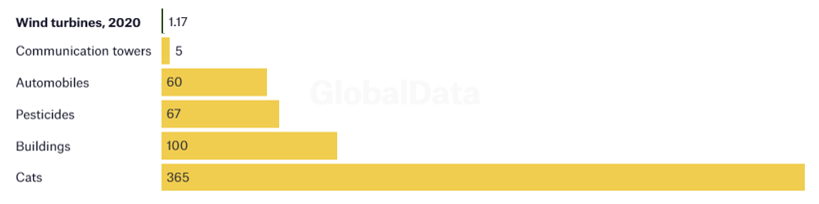 Wind turbines, 2020 1.17
Communication towers 5
Automobiles 60
GlobalData
Pesticides 67
Buildings 100
Cats 365